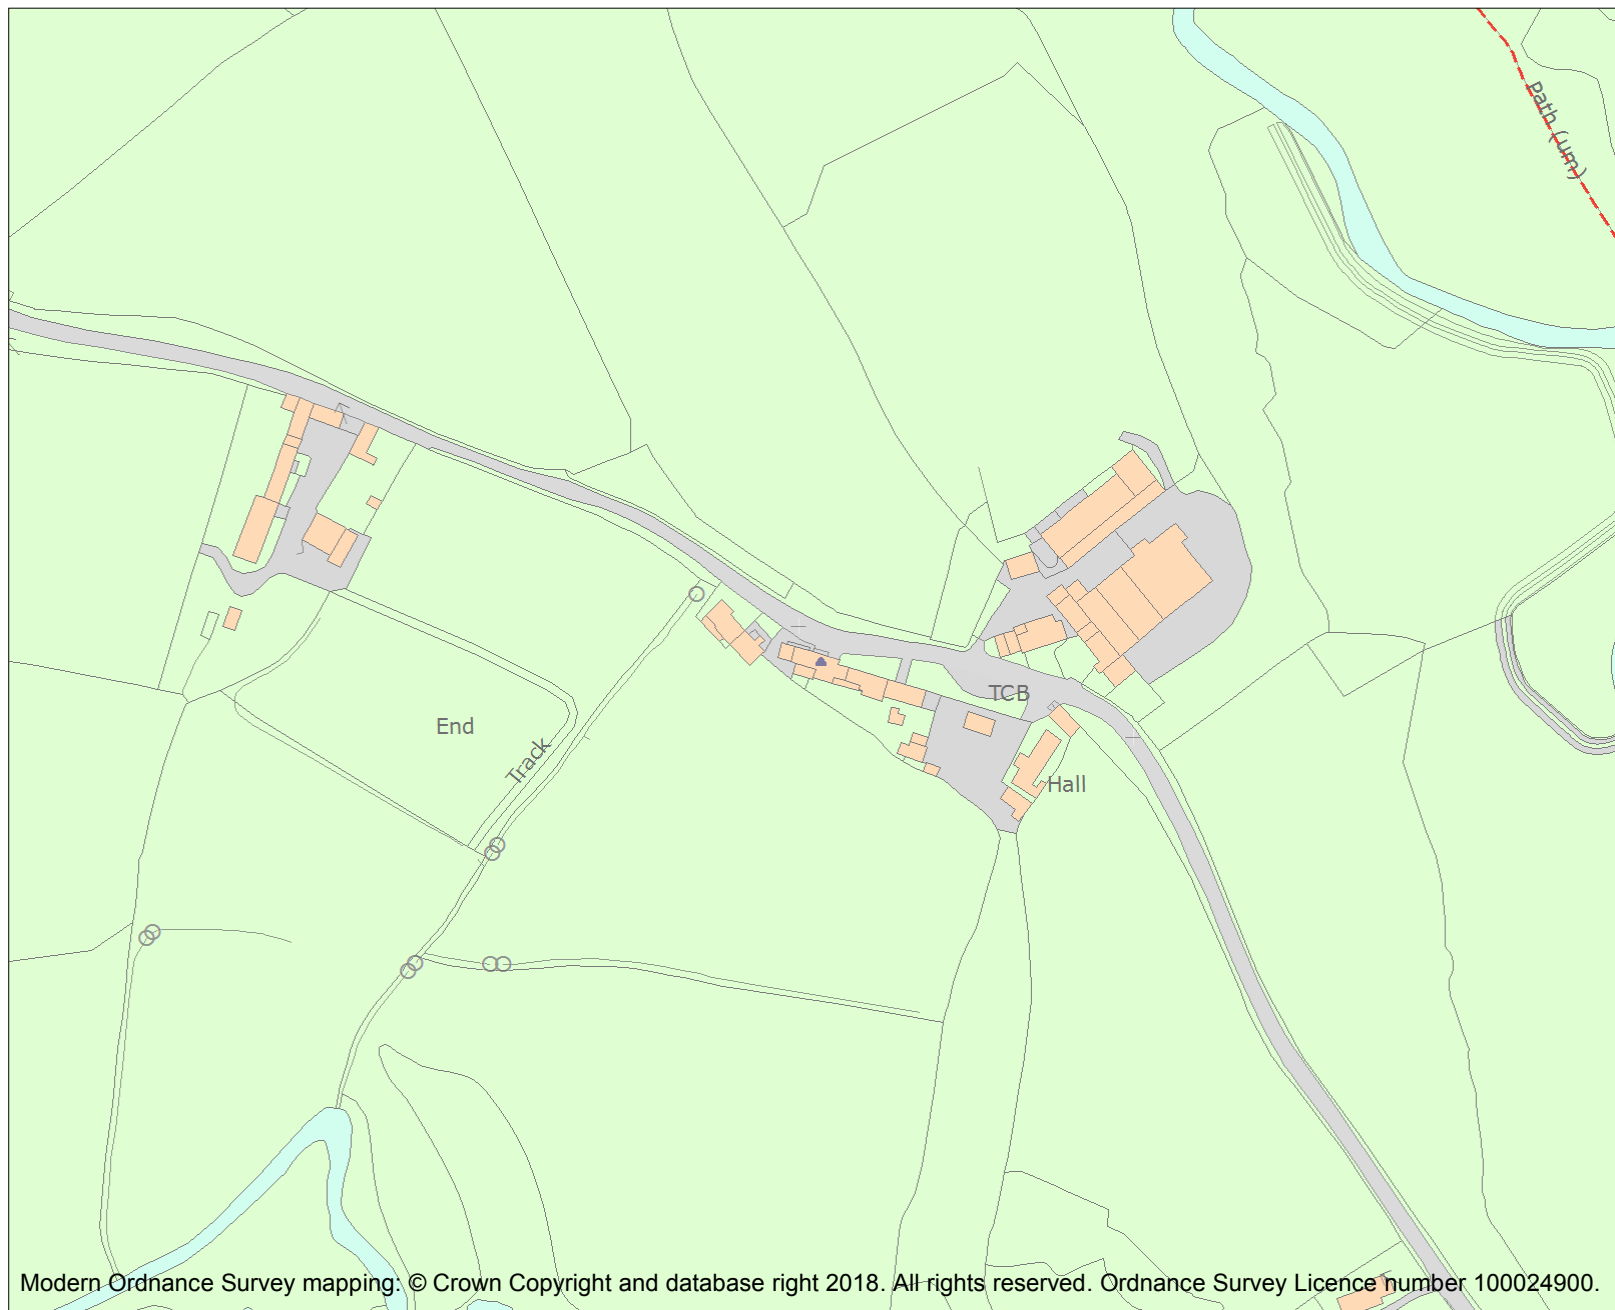 Path (um)
TCB
End
Track
Hall
Modern Ordnance Survey mapping: © Crown Copyright and database right 2018. All rights reserved. Ordnance Survey Licence number 100024900.